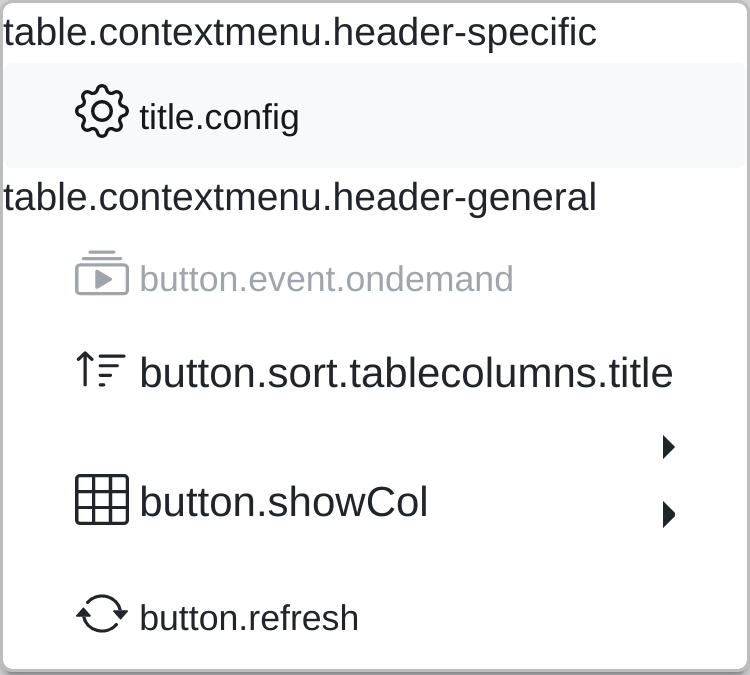 table.contextmenu.header-specific
title.config
table.contextmenu.header-general
button.event.ondemand
button.sort.tablecolumns.title
button.showCol
button.refresh